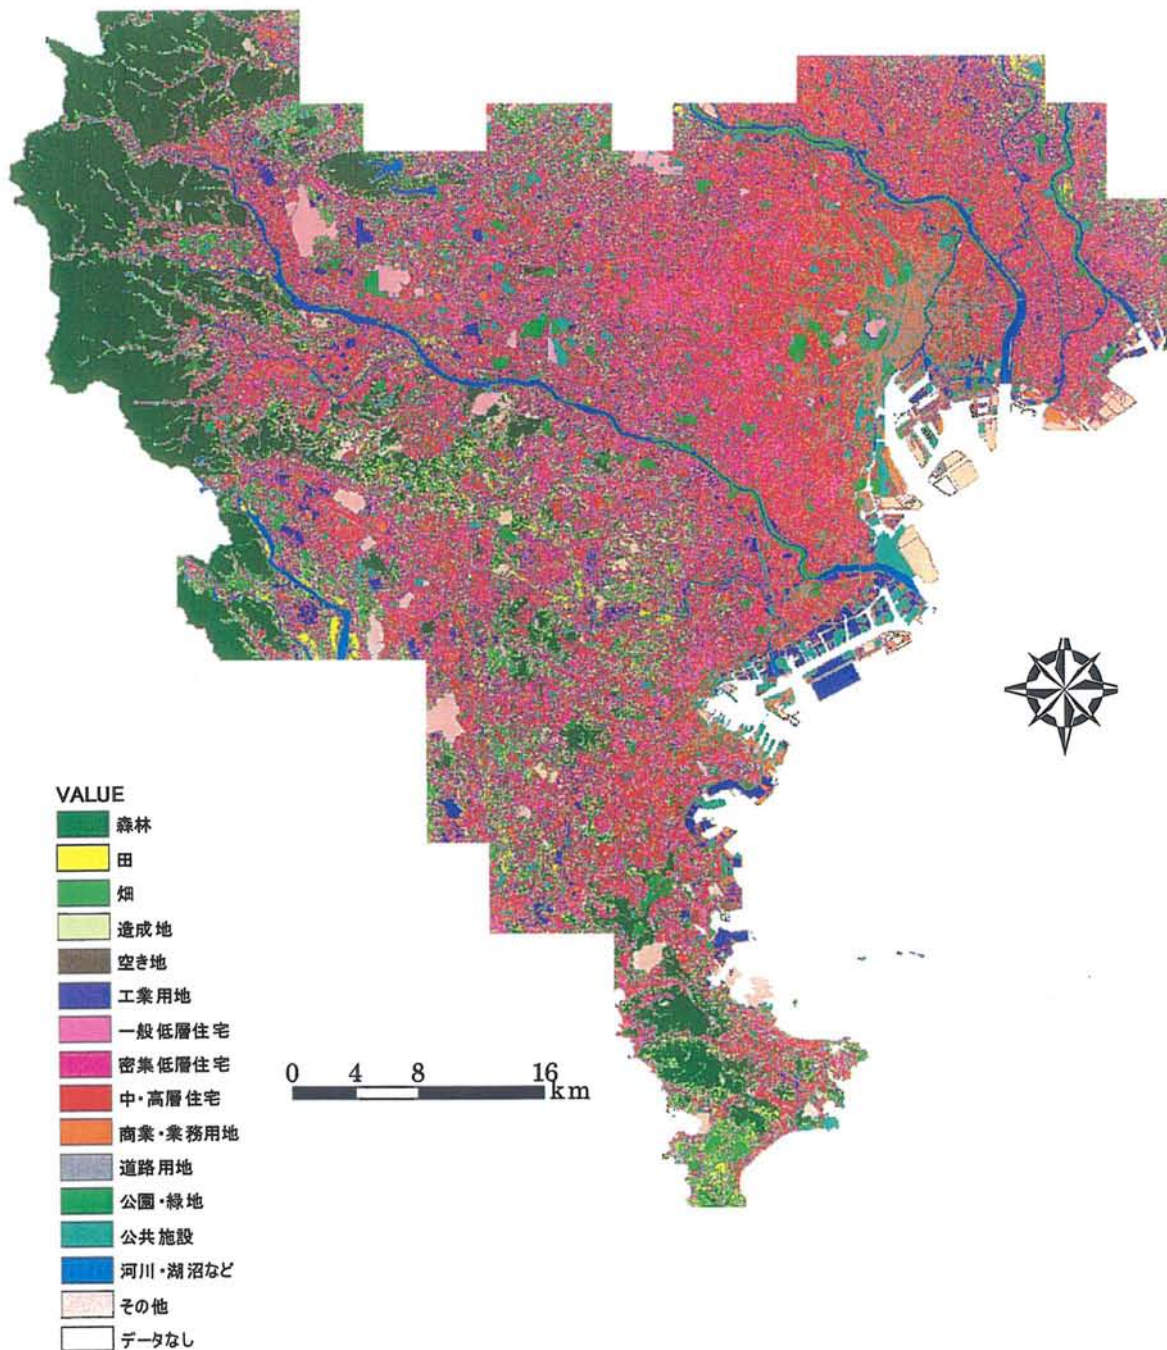 VALUE
森林
田
畑
造成地
空き地
工業用地
一般低層住宅
密集低層住宅
中・高層住宅
商業・業務用地
道路用地
公園・緑地
公共施設
河川・湖沼など
その他
データなし
0 4 8 16 km